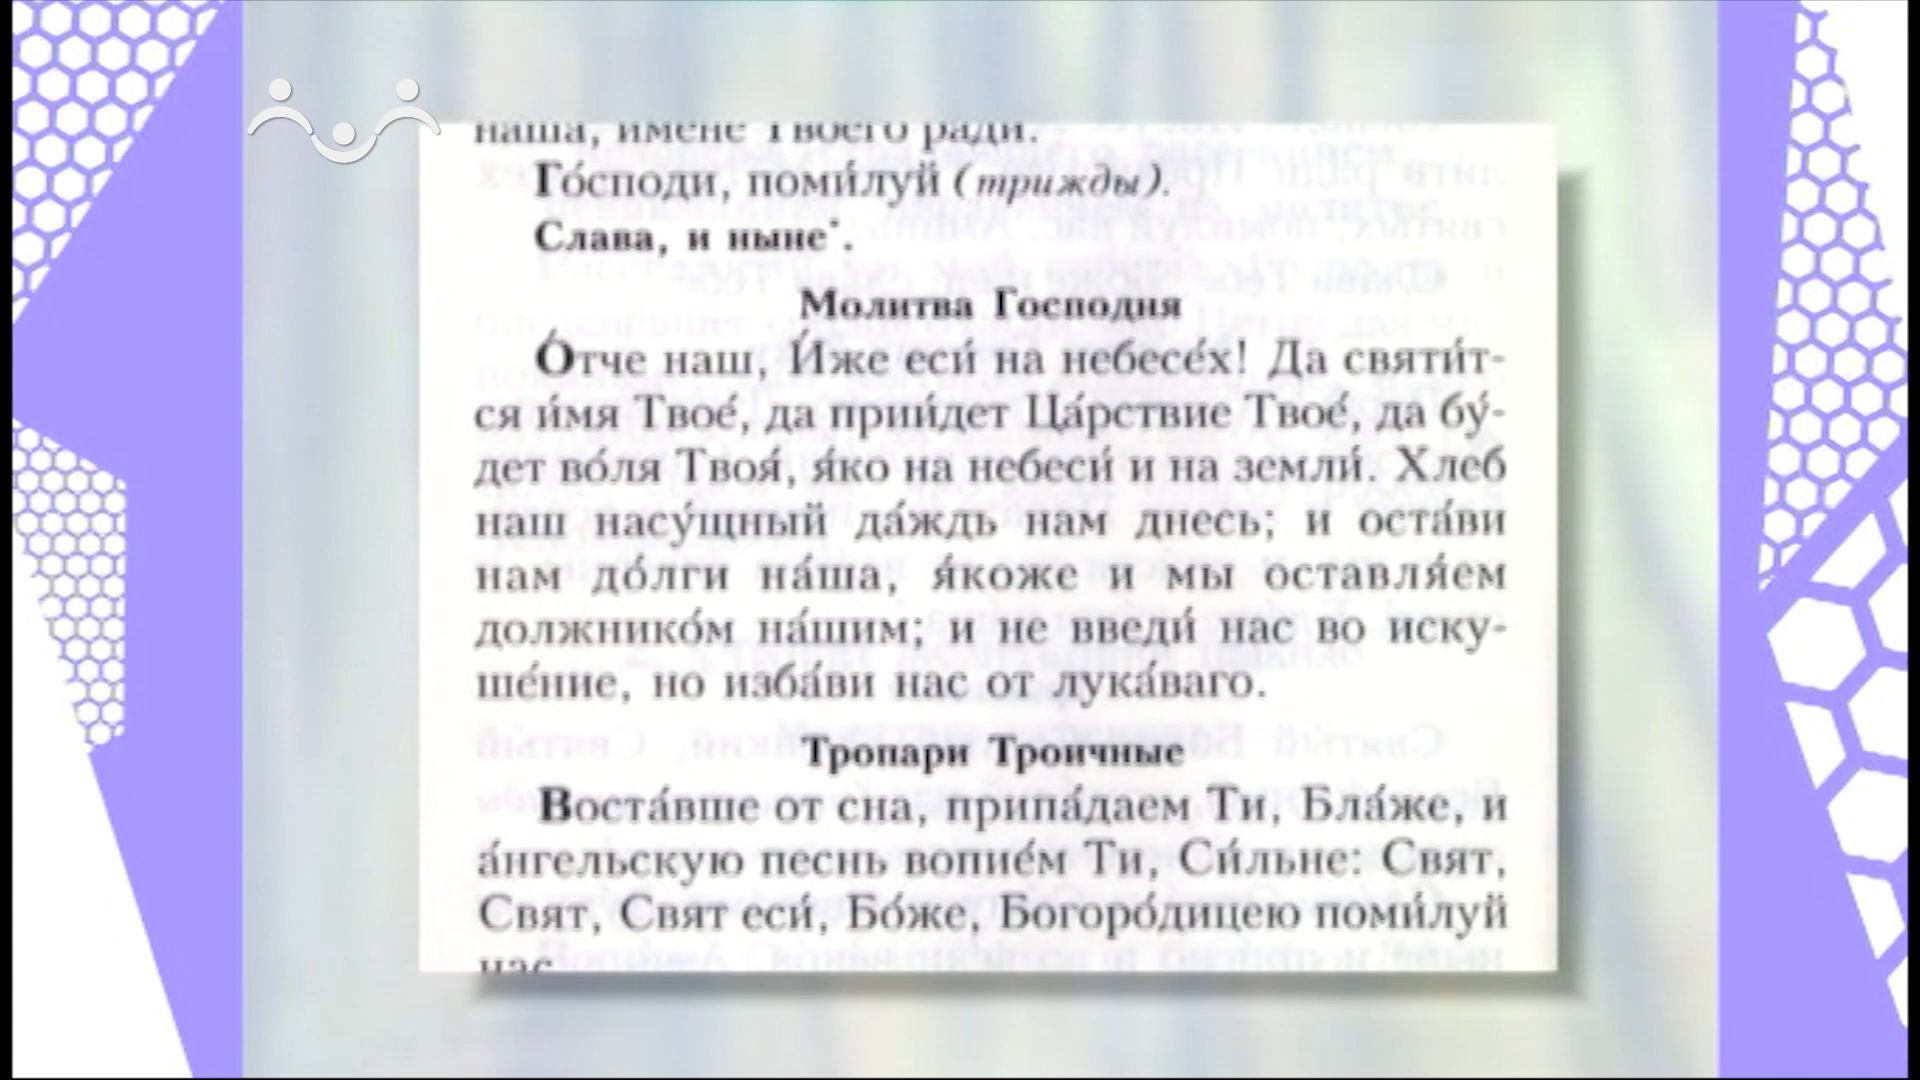 наша, имене Твоего ради.
Го́споди, поми́луй (трижды).
Слава, и ныне*.
Молитва Господня
О́тче наш, И́же еси́ на небесе́х! Да святи́т-
ся и́мя Твое́, да прии́дет Ца́рствие Твое́, да бу́-
дет во́ля Твоя́, я́ко на небеси́ и на земли́. Хлеб
наш насу́щный да́ждь нам днесь; и оста́ви
нам до́лги на́ша, я́коже и мы оставля́ем
должнико́м на́шим; и не введи́ нас во иску-
ше́ние, но изба́ви нас от лука́ваго.
Тропари Троичные
Воста́вше от сна, припа́даем Ти, Бла́же, и
а́нгельскую песнь вопие́м Ти, Си́льне: Свят,
Свят, Свят еси́, Бо́же, Богоро́дицею поми́луй
нас